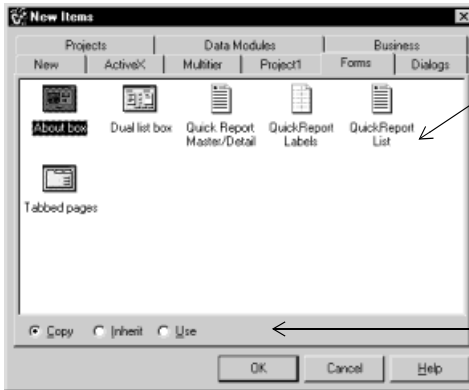 New Items
Projects Data Modules Business
New ActiveX Multitier Project1 Forms Dialogs
About box Dual list box Quick Report Master/Detail QuickReport Labels QuickReport List
Tabbed pages
Copy Inherit Use
OK Cancel Help